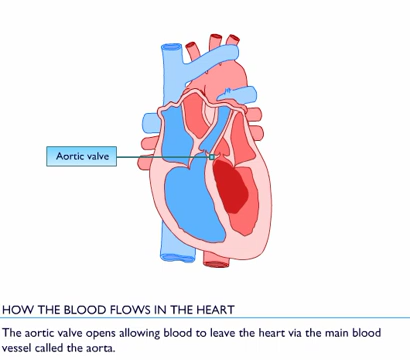 Aortic valve
HOW THE BLOOD FLOWS IN THE HEART
The aortic valve opens allowing blood to leave the heart via the main blood
vessel called the aorta.